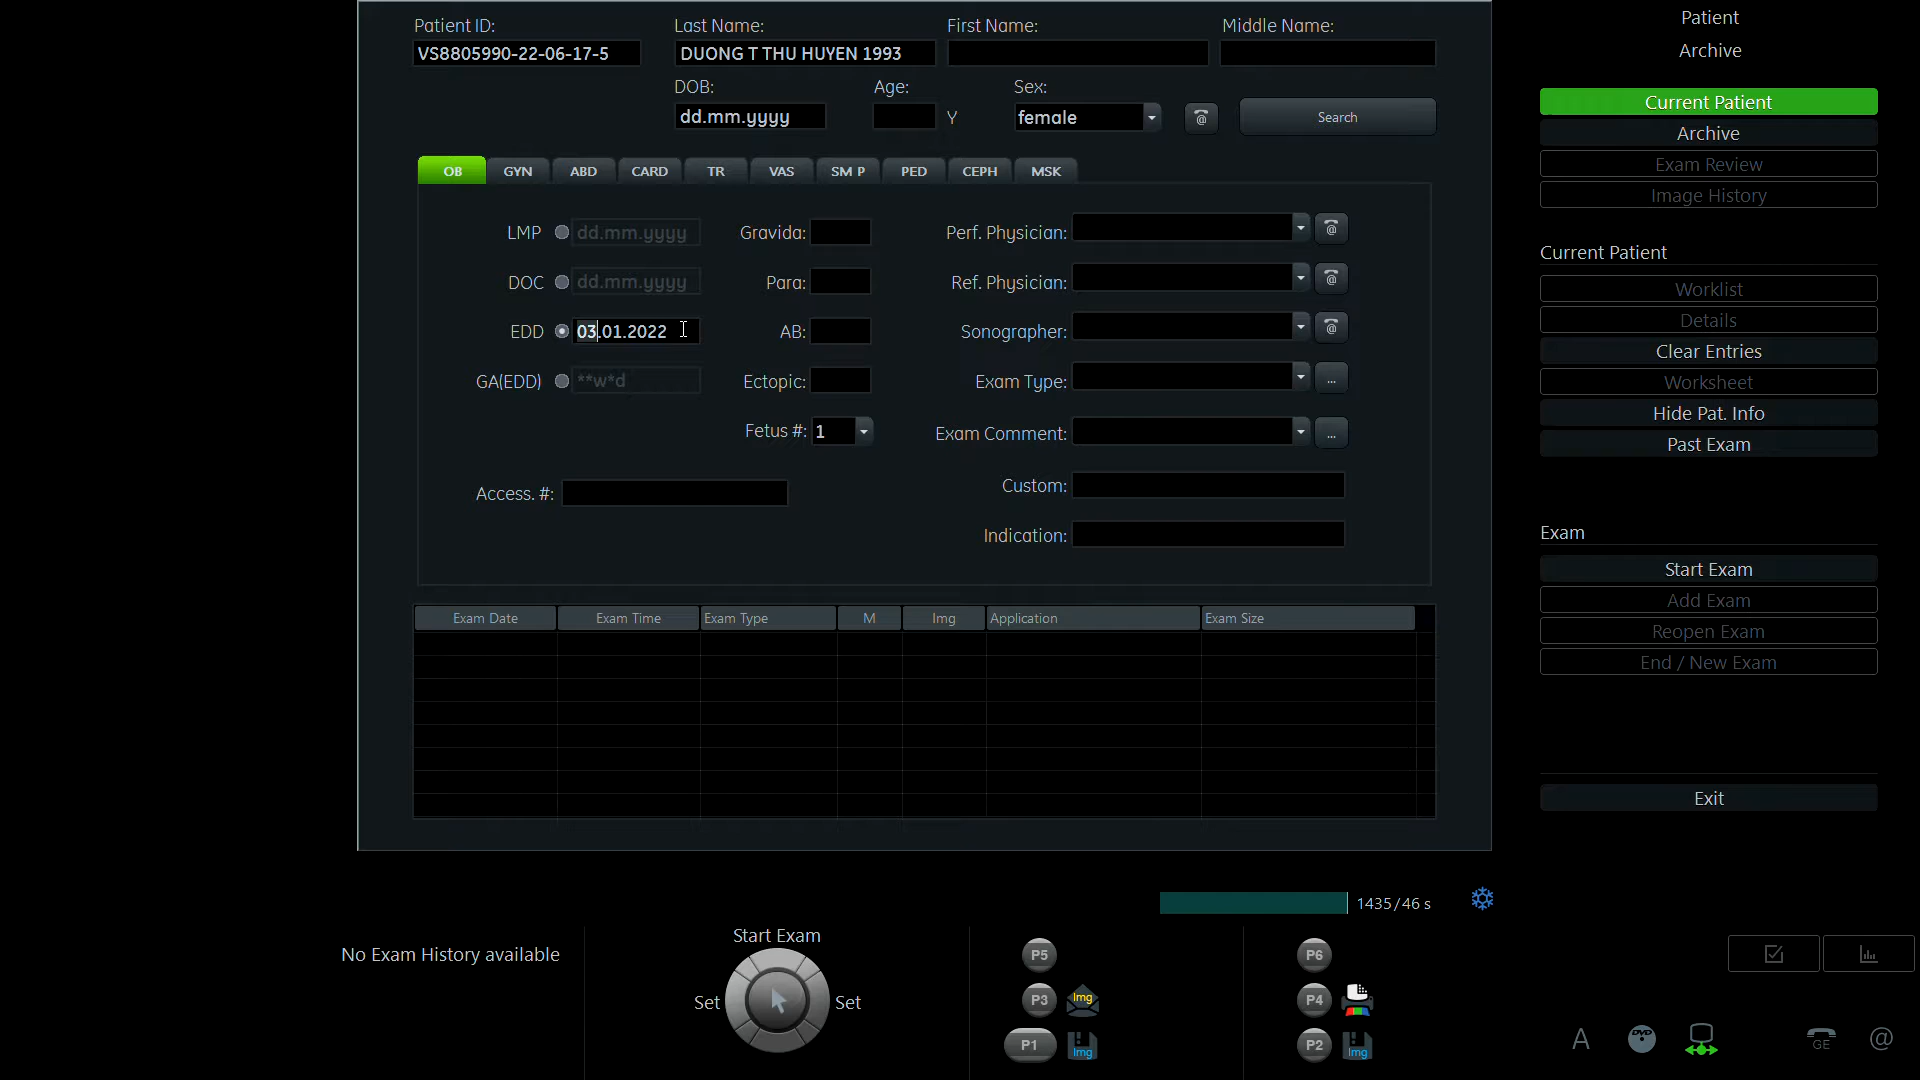 Patient ID: Last Name: First Name: Middle Name:
VS8805990-22-06-17-5 DUONG T THU HUYEN 1993
DOB: Age: Sex:
dd.mm.yyyy Y female @ Search
OB GYN ABD CARD TR VAS SM P PED CEPH MSK
LMP dd.mm.yyyy Gravida: Perf. Physician: @
DOC dd.mm.yyyy Para: Ref. Physician: @
EDD 03.01.2022 AB: Sonographer: @
GA(EDD) **w*d Ectopic: Exam Type: ...
Fetus #: 1 Exam Comment: ...
Access. #: Custom:
Indication:
Exam Date Exam Time Exam Type M Img Application Exam Size
1435/46 s
No Exam History available
Start Exam
Set Set
P5 P6
P3 Img P4
P1 Img P2 Img
Patient
Archive
Current Patient
Archive
Exam Review
Image History
Current Patient
Worklist
Details
Clear Entries
Worksheet
Hide Pat. Info
Past Exam
Exam
Start Exam
Add Exam
Reopen Exam
End / New Exam
Exit
A DVD GE @